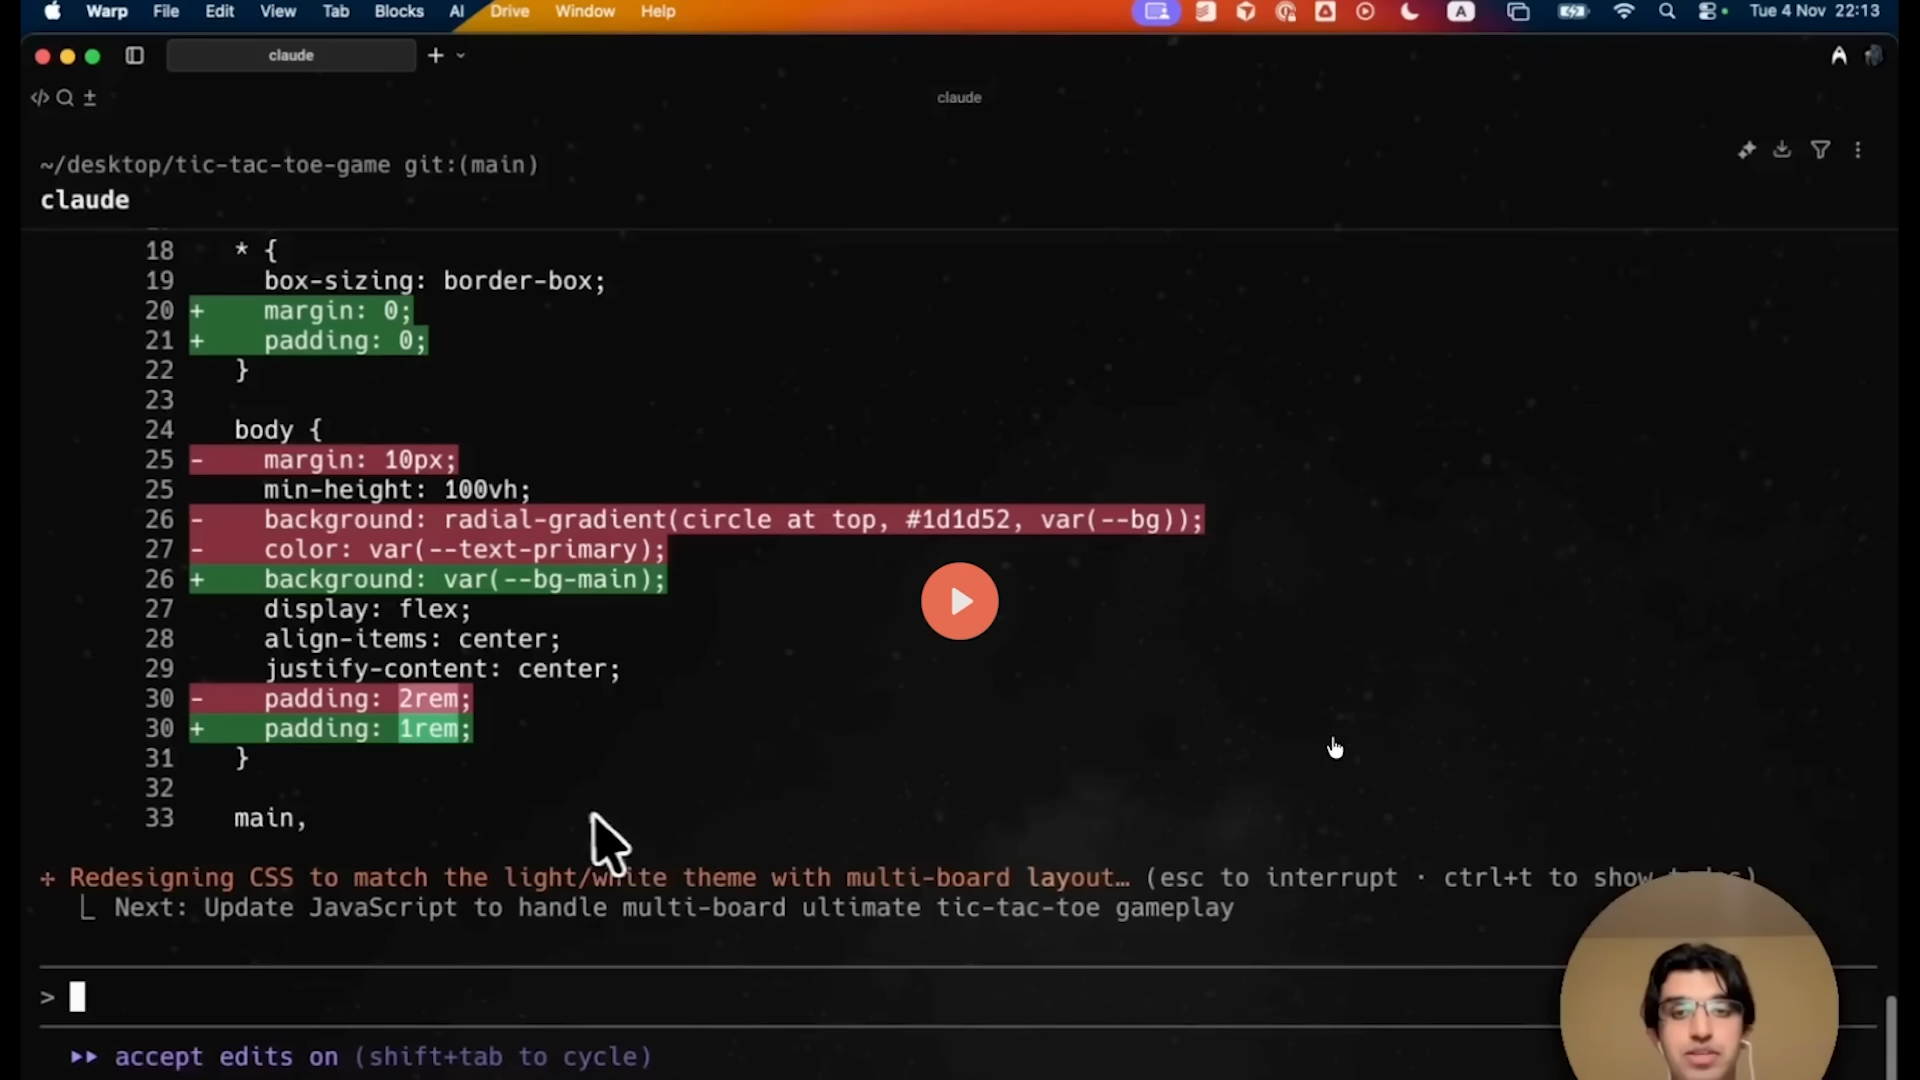 Warp File Edit View Tab Blocks AI Drive Window Help A Tue 4 Nov 22:13
claude
claude
~/desktop/tic-tac-toe-game git:(main)
claude
18 * {
19 box-sizing: border-box;
20 + margin: 0;
21 + padding: 0;
22 }
23
24 body {
25 - margin: 10px;
25 min-height: 100vh;
26 - background: radial-gradient(circle at top, #1d1d52, var(--bg));
27 - color: var(--text-primary);
26 + background: var(--bg-main);
27 display: flex;
28 align-items: center;
29 justify-content: center;
30 - padding: 2rem;
30 + padding: 1rem;
31 }
32
33 main,
Redesigning CSS to match the light/white theme with multi-board layout… (esc to interrupt · ctrl+t to show todos)
Next: Update JavaScript to handle multi-board ultimate tic-tac-toe gameplay
>
accept edits on (shift+tab to cycle)